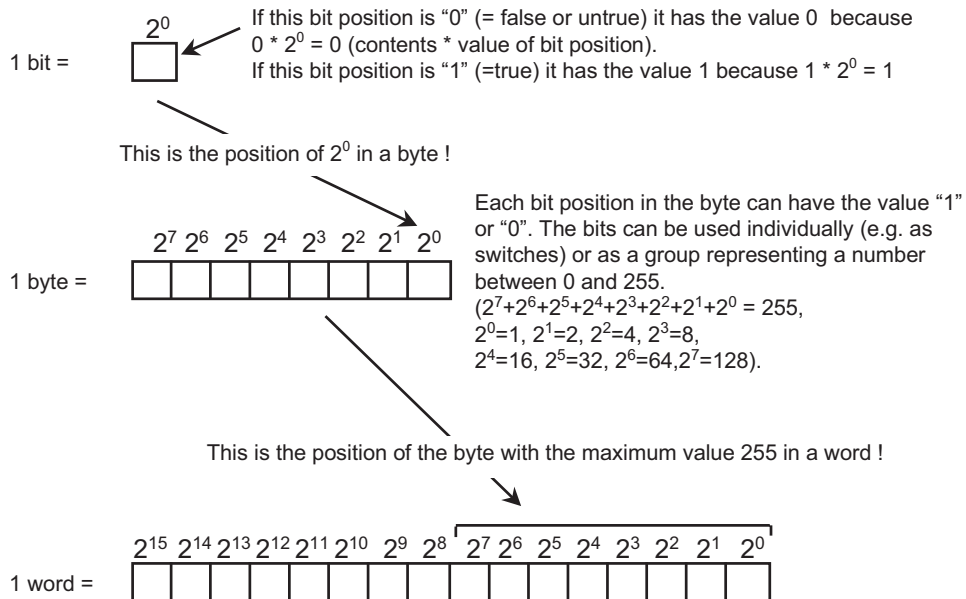 2⁰
If this bit position is “0” (= false or untrue) it has the value 0 because
0 * 2⁰ = 0 (contents * value of bit position).
If this bit position is “1” (=true) it has the value 1 because 1 * 2⁰ = 1
1 bit =
This is the position of 2⁰ in a byte !
Each bit position in the byte can have the value “1”
or “0”. The bits can be used individually (e.g. as
switches) or as a group representing a number
between 0 and 255.
(2⁷+2⁶+2⁵+2⁴+2³+2²+2¹+2⁰ = 255,
2⁰=1, 2¹=2, 2²=4, 2³=8,
2⁴=16, 2⁵=32, 2⁶=64,2⁷=128).
2⁷ 2⁶ 2⁵ 2⁴ 2³ 2² 2¹ 2⁰
1 byte =
This is the position of the byte with the maximum value 255 in a word !
2¹⁵ 2¹⁴ 2¹³ 2¹² 2¹¹ 2¹⁰ 2⁹ 2⁸ 2⁷ 2⁶ 2⁵ 2⁴ 2³ 2² 2¹ 2⁰
1 word =